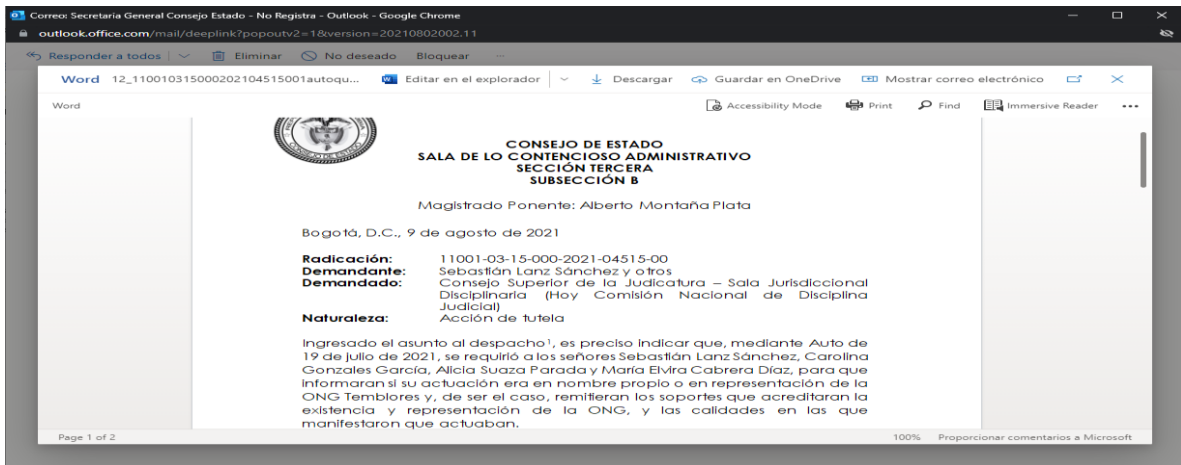 Correo: Secretaria General Consejo Estado - No Registra - Outlook - Google Chrome
outlook.office.com/mail/deeplink?popoutv2=1&version=20210802002.11
Responder a todos Eliminar No deseado Bloquear ...
Word 12_110010315000202104515001autoqu... Editar en el explorador Descargar Guardar en OneDrive Mostrar correo electrónico
Word Accessibility Mode Print Find Immersive Reader ...
CONSEJO DE ESTADO
SALA DE LO CONTENCIOSO ADMINISTRATIVO
SECCIÓN TERCERA
SUBSECCIÓN B
Magistrado Ponente: Alberto Montaña Plata
Bogotá, D.C., 9 de agosto de 2021
Radicación: 11001-03-15-000-2021-04515-00
Demandante: Sebastián Lanz Sánchez y otros
Demandado: Consejo Superior de la Judicatura – Sala Jurisdiccional
Disciplinaria (Hoy Comisión Nacional de Disciplina
Judicial)
Naturaleza: Acción de tutela
Ingresado el asunto al despacho¹, es preciso indicar que, mediante Auto de
19 de julio de 2021, se requirió a los señores Sebastián Lanz Sánchez, Carolina
Gonzales García, Alicia Suaza Parada y María Elvira Cabrera Díaz, para que
informaran si su actuación era en nombre propio o en representación de la
ONG Temblores y, de ser el caso, remitieran los soportes que acreditaran la
existencia y representación de la ONG, y las calidades en las que
manifestaron que actuaban.
Page 1 of 2 100% Proporcionar comentarios a Microsoft